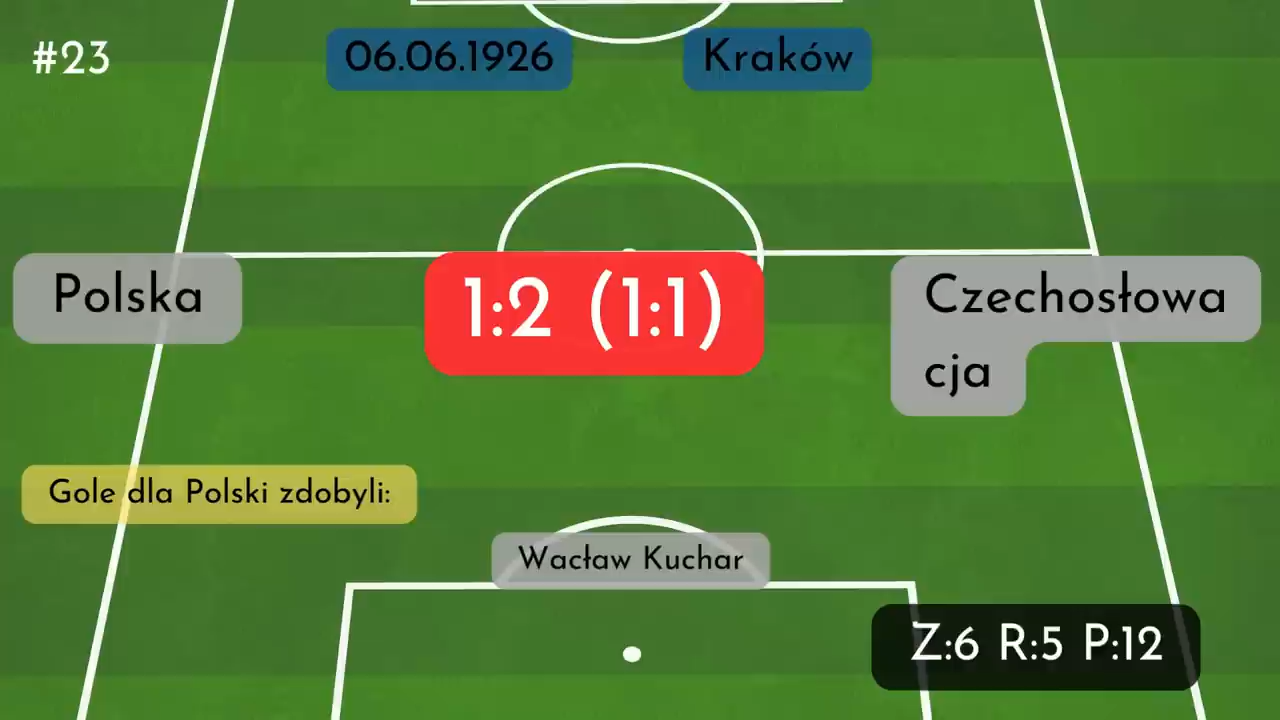 #23
06.06.1926
Kraków
Polska
1:2 (1:1)
Czechosłowa
cja
Gole dla Polski zdobyli:
Wacław Kuchar
Z:6 R:5 P:12